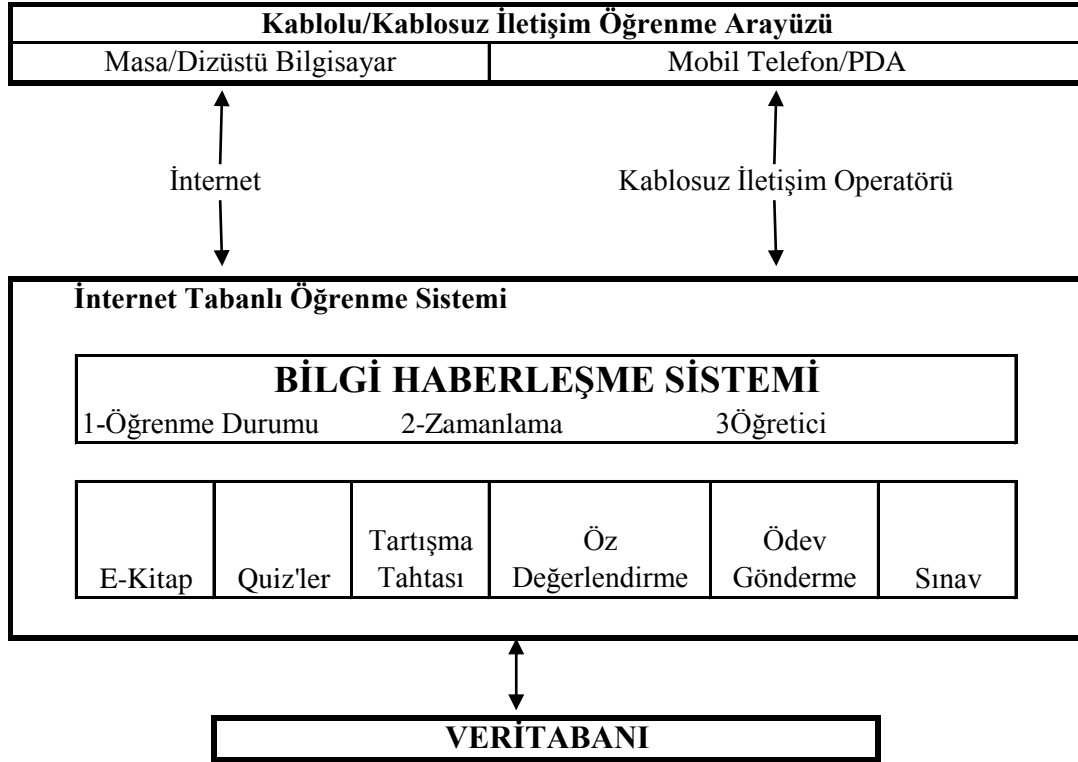 Kablolu/Kablosuz İletişim Öğrenme Arayüzü
Masa/Dizüstü Bilgisayar Mobil Telefon/PDA
İnternet Kablosuz İletişim Operatörü
İnternet Tabanlı Öğrenme Sistemi
BİLGİ HABERLEŞME SİSTEMİ
1-Öğrenme Durumu 2-Zamanlama 3Öğretici
Tartışma Öz Ödev
E-Kitap Quiz'ler Tahtası Değerlendirme Gönderme Sınav
VERİTABANI